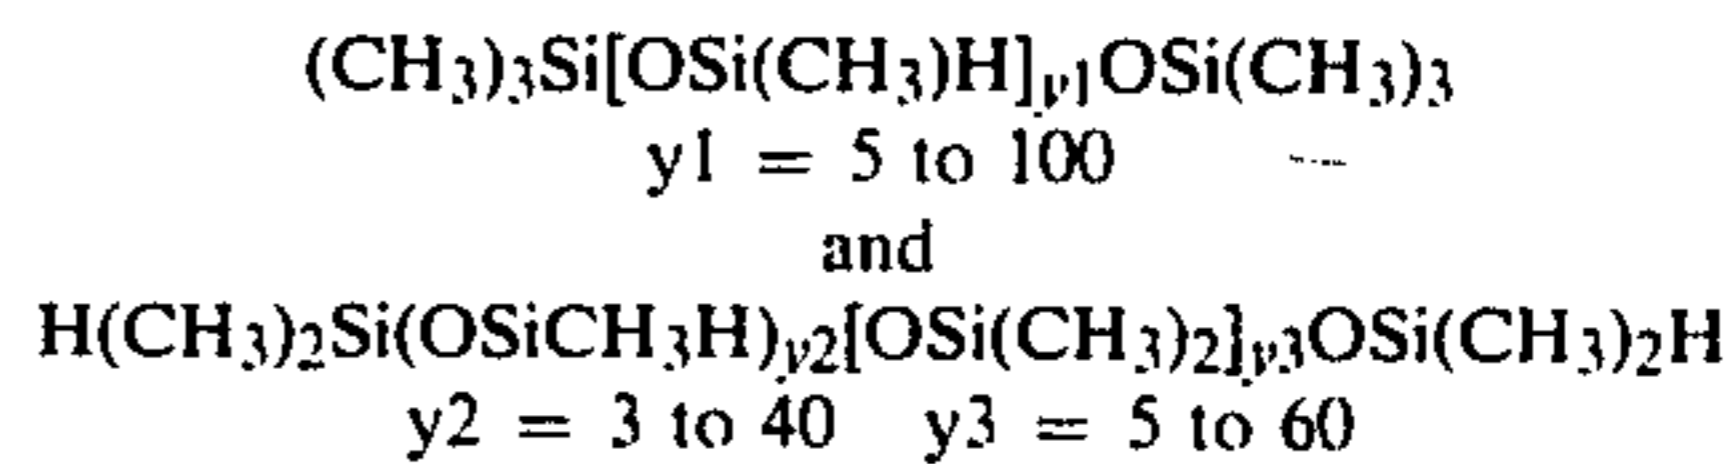 (CH₃)₃Si[OSi(CH₃)H]y1OSi(CH₃)₃
y1 = 5 to 100
and
H(CH₃)₂Si(OSiCH₃H)y2[OSi(CH₃)₂]y3OSi(CH₃)₂H
y2 = 3 to 40 y3 = 5 to 60